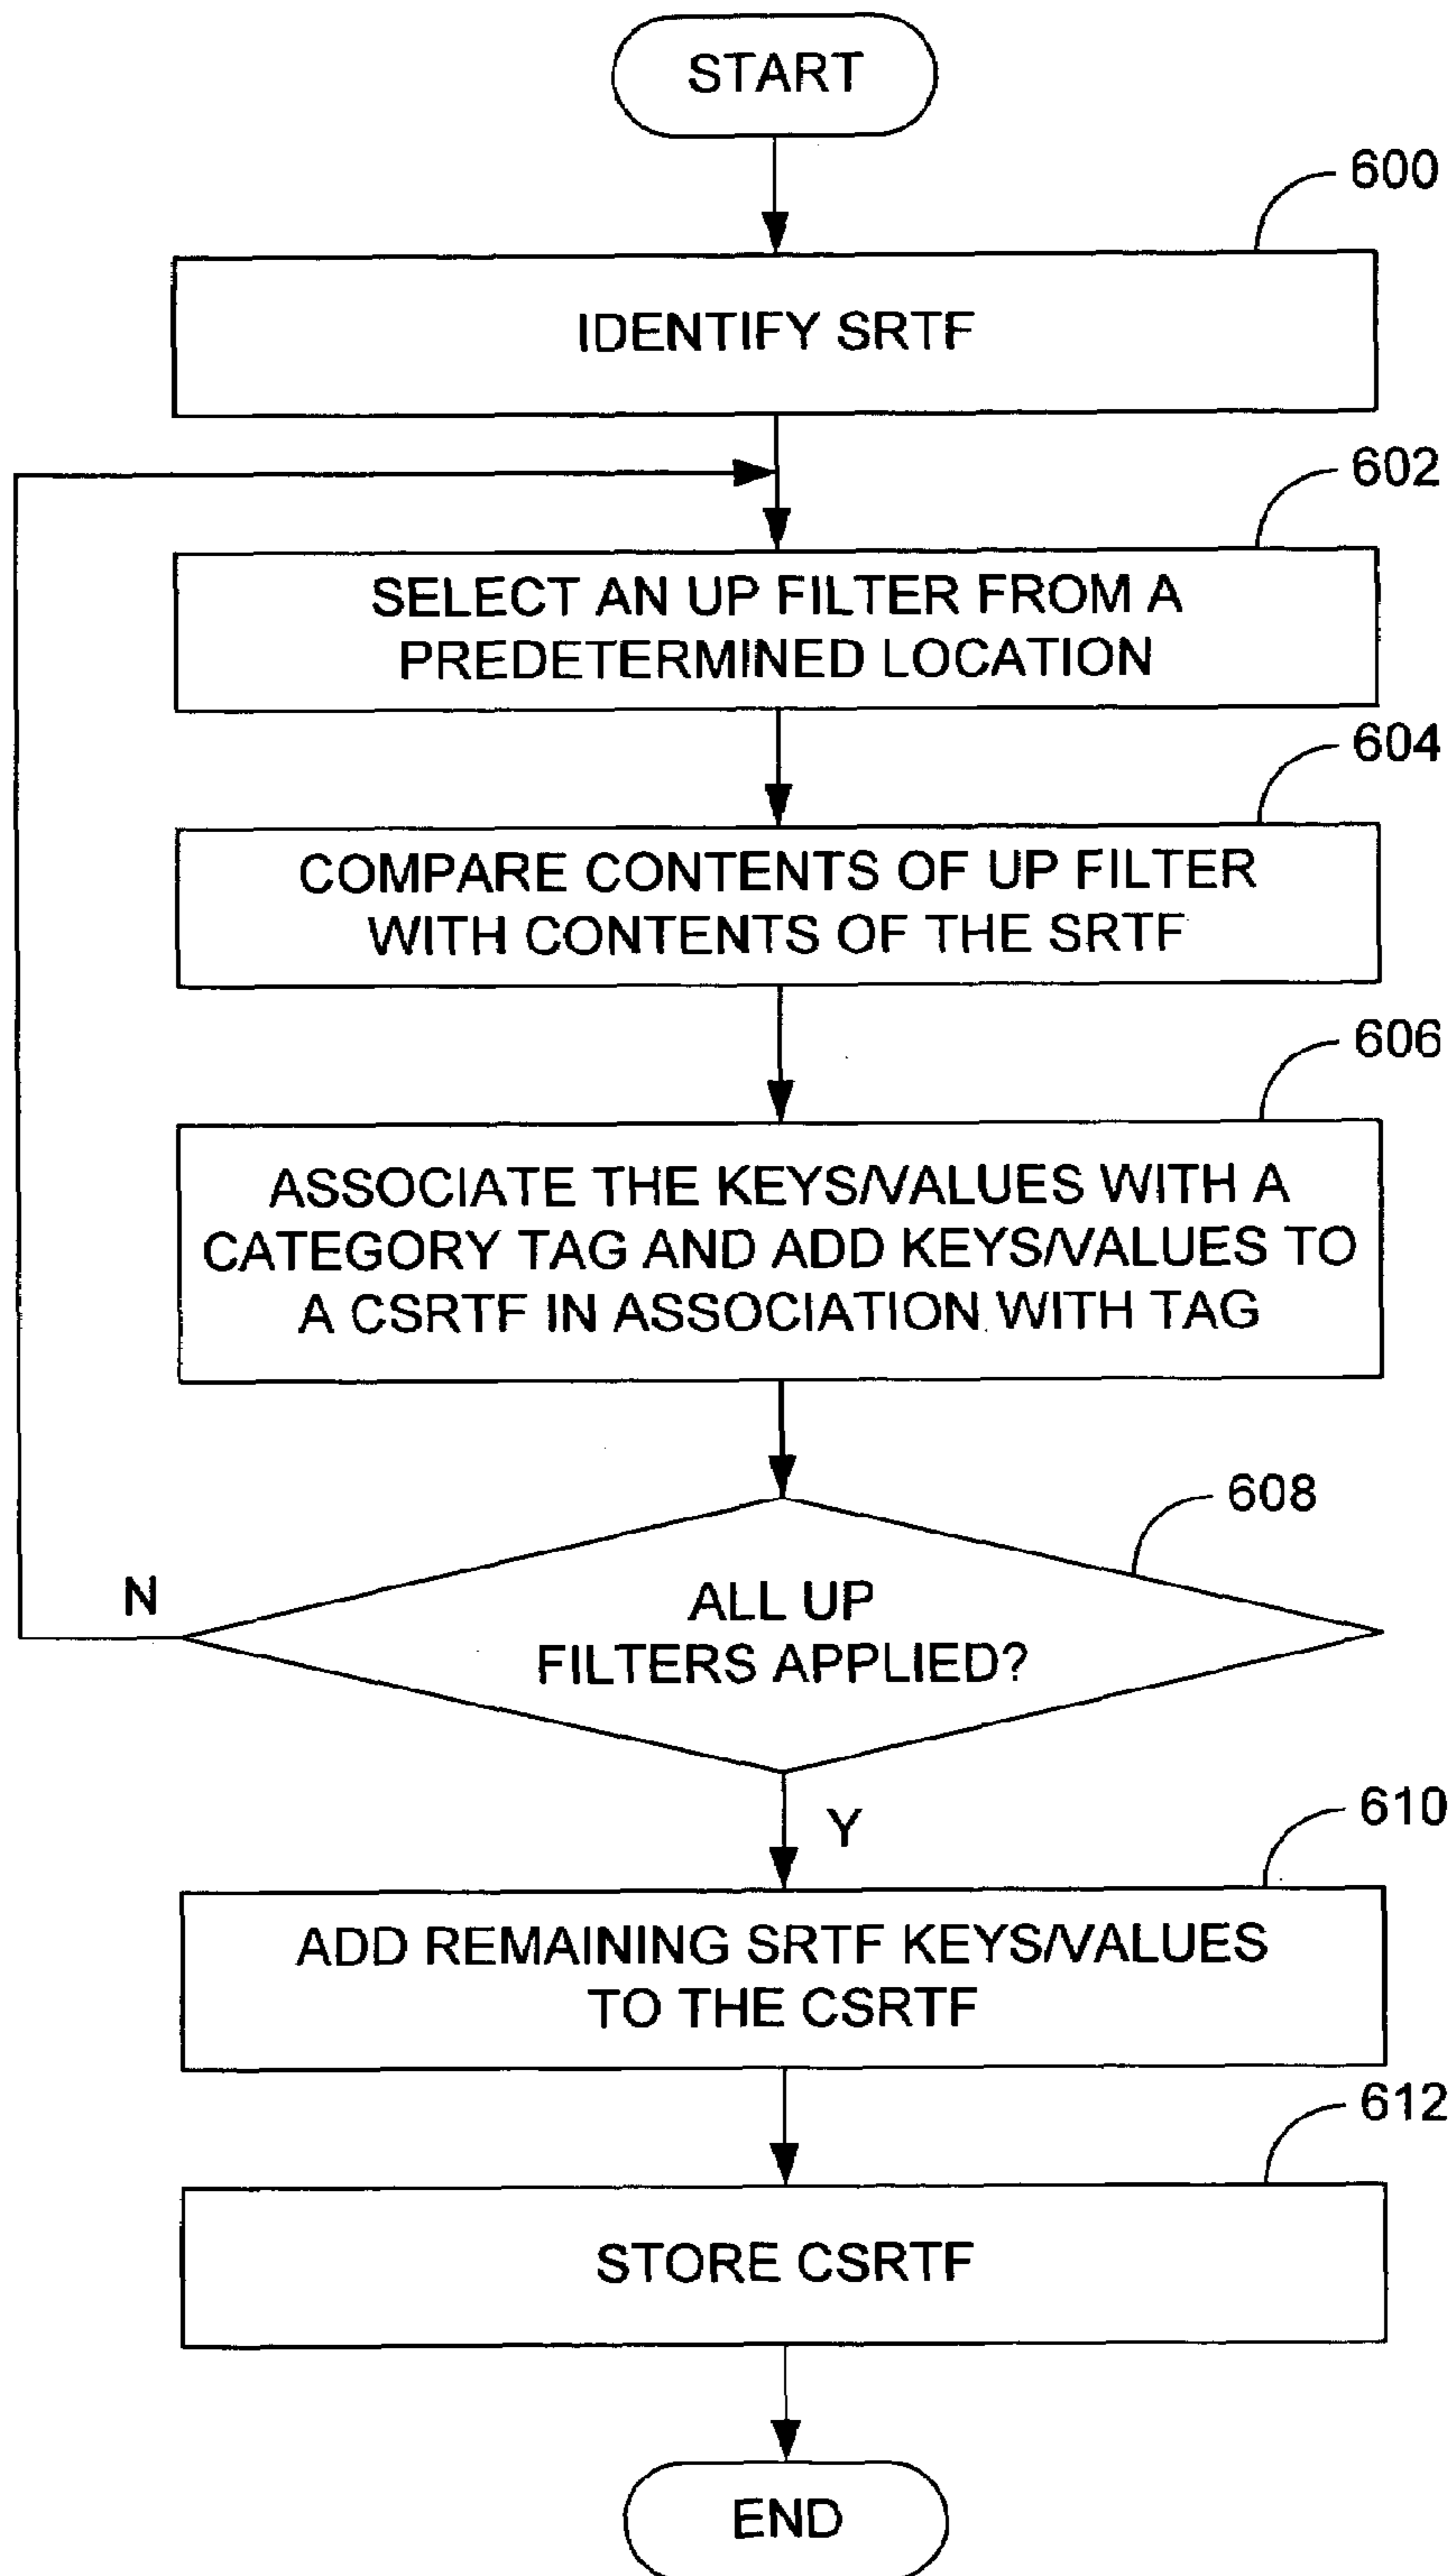 START
600
IDENTIFY SRTF
602
SELECT AN UP FILTER FROM A
PREDETERMINED LOCATION
604
COMPARE CONTENTS OF UP FILTER
WITH CONTENTS OF THE SRTF
606
ASSOCIATE THE KEYS/VALUES WITH A
CATEGORY TAG AND ADD KEYS/VALUES TO
A CSRTF IN ASSOCIATION WITH TAG
608
N
ALL UP
FILTERS APPLIED?
Y
610
ADD REMAINING SRTF KEYS/VALUES
TO THE CSRTF
612
STORE CSRTF
END